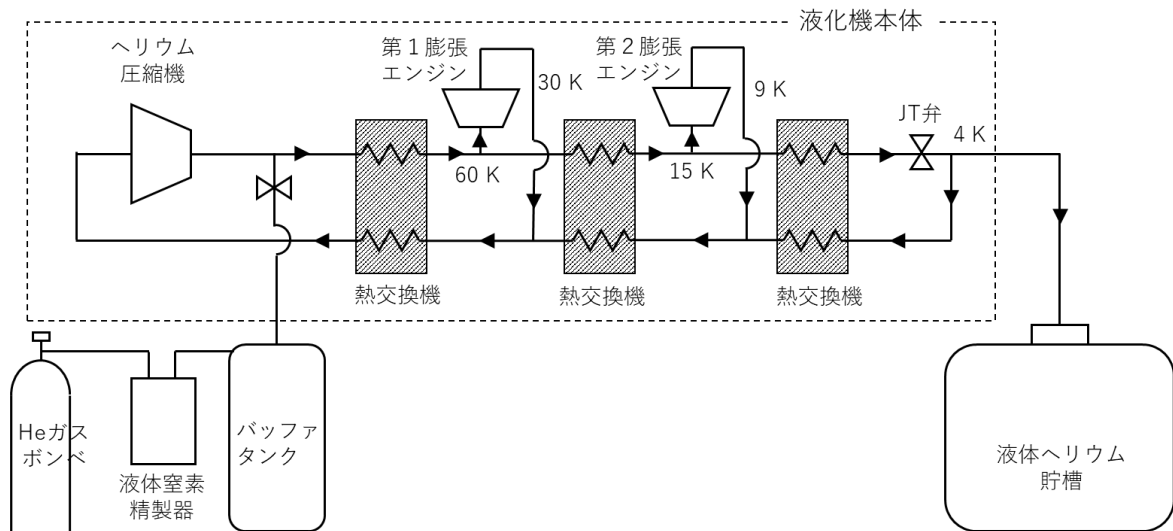 液化機本体
ヘリウム
圧縮機
第１膨張
エンジン
30 K
第２膨張
エンジン
9 K
JT弁
4 K
60 K
15 K
熱交換機
熱交換機
熱交換機
Heガス
ボンベ
液体窒素
精製器
バッファ
タンク
液体ヘリウム
貯槽